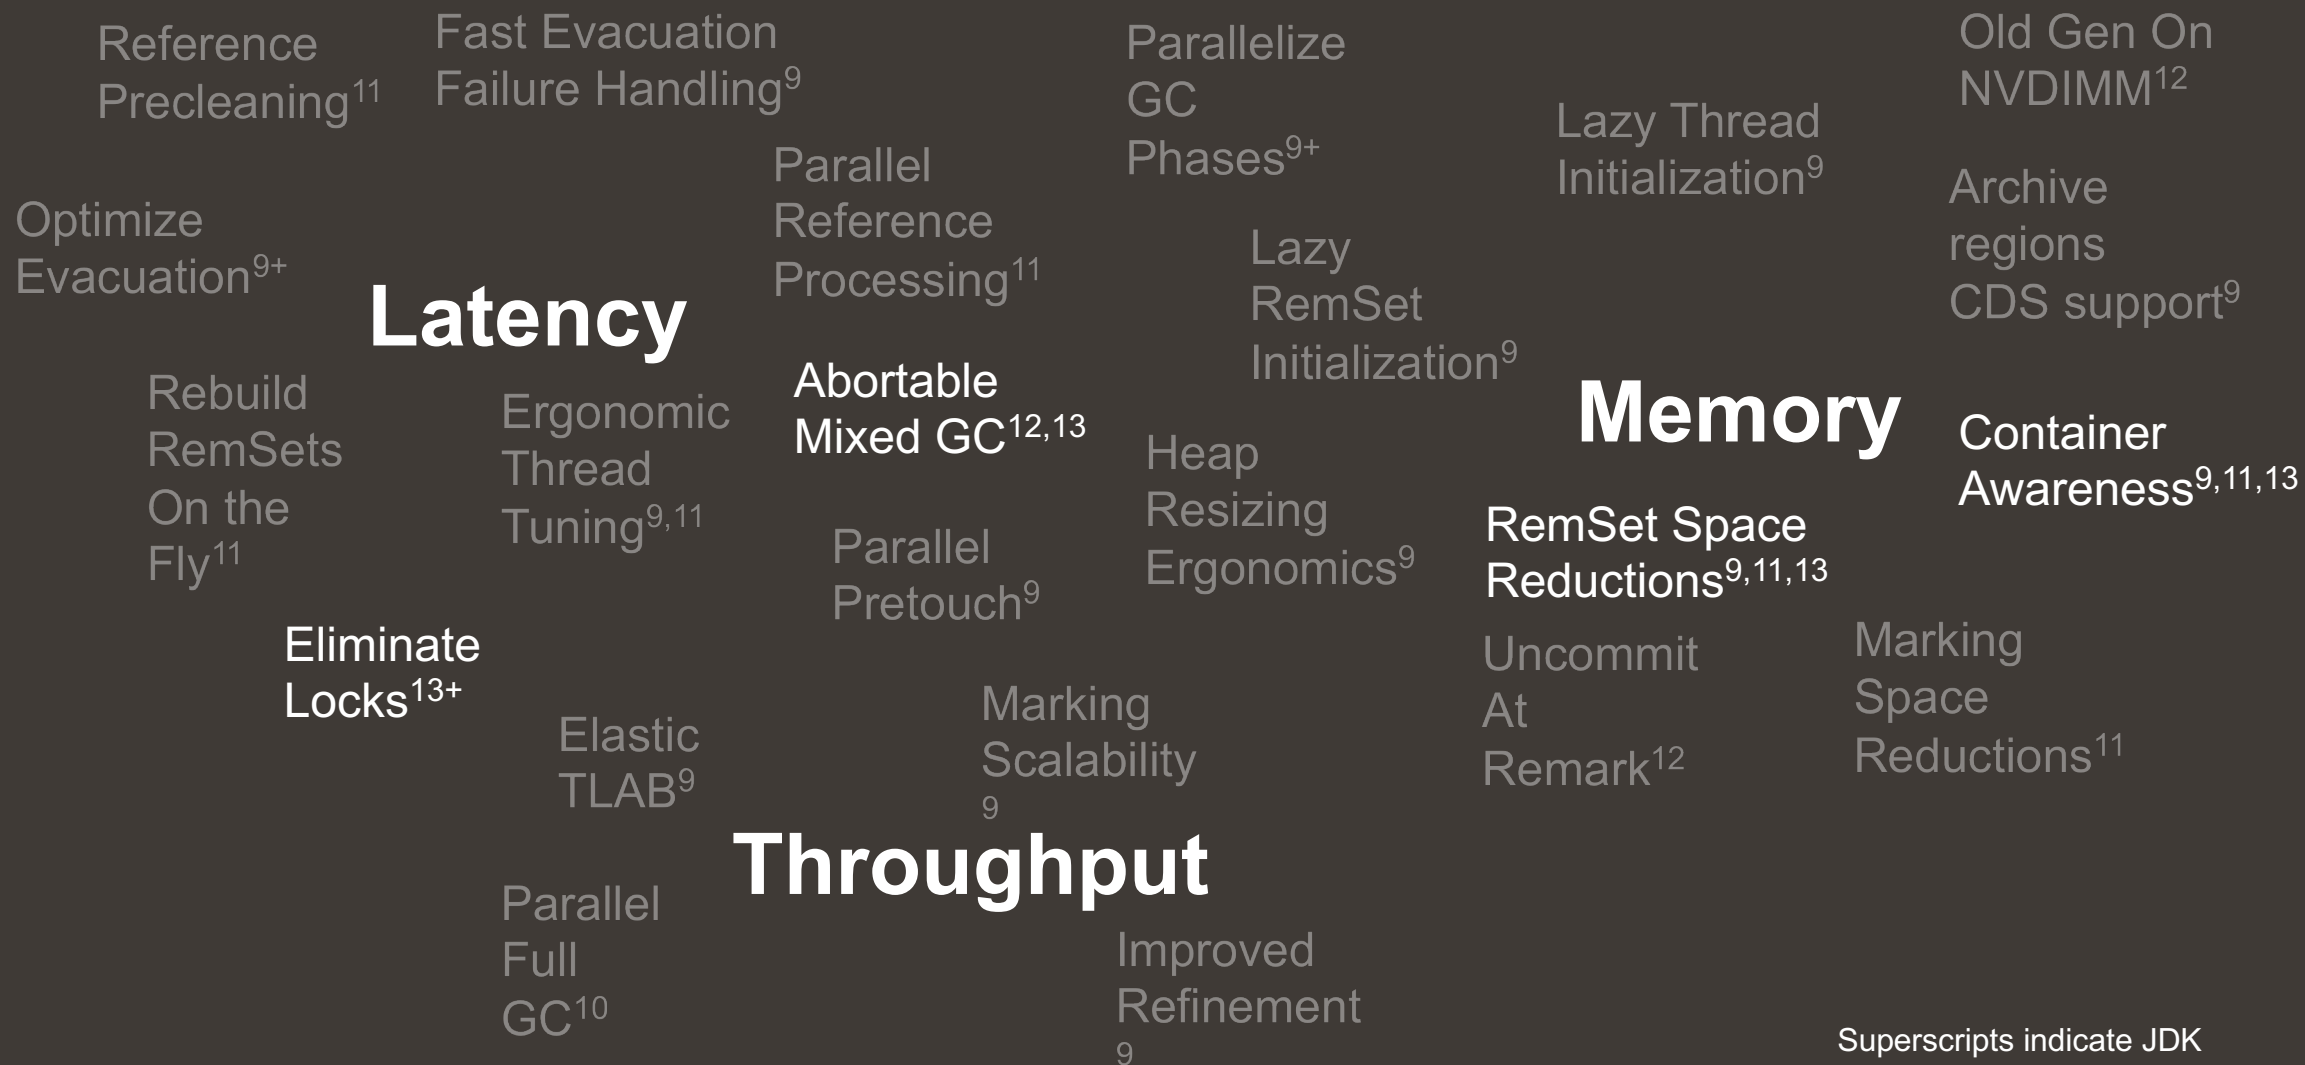 Reference
Precleaning¹¹
Fast Evacuation
Failure Handling⁹
Parallelize
GC
Phases⁹⁺
Old Gen On
NVDIMM¹²
Lazy Thread
Initialization⁹
Parallel
Reference
Processing¹¹
Archive
regions
CDS support⁹
Optimize
Evacuation⁹⁺
Lazy
RemSet
Initialization⁹
Latency
Abortable
Mixed GC¹²,¹³
Rebuild
RemSets
On the
Fly¹¹
Ergonomic
Thread
Tuning⁹,¹¹
Memory
Container
Awareness⁹,¹¹,¹³
Heap
Resizing
Ergonomics⁹
RemSet Space
Reductions⁹,¹¹,¹³
Parallel
Pretouch⁹
Eliminate
Locks¹³⁺
Uncommit
At
Remark¹²
Marking
Space
Reductions¹¹
Elastic
TLAB⁹
Marking
Scalability
⁹
Throughput
Parallel
Full
GC¹⁰
Improved
Refinement
⁹
Superscripts indicate JDK